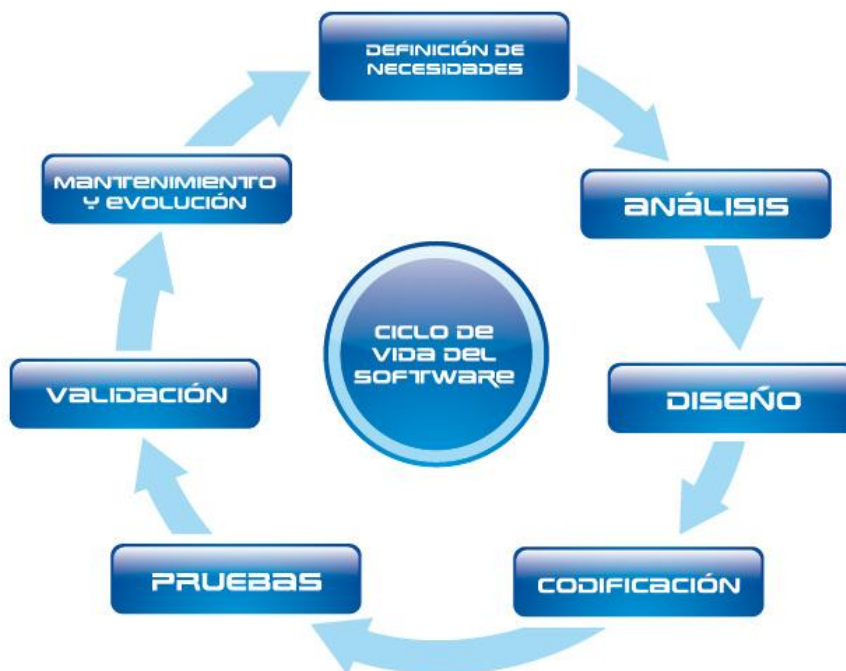 DEFINICIÓN DE
NECESIDADES
ANÁLISIS
DISEÑO
CODIFICACIÓN
PRUEBAS
VALIDACIÓN
MANTENIMIENTO
Y EVOLUCIÓN
CICLO DE
VIDA DEL
SOFTWARE